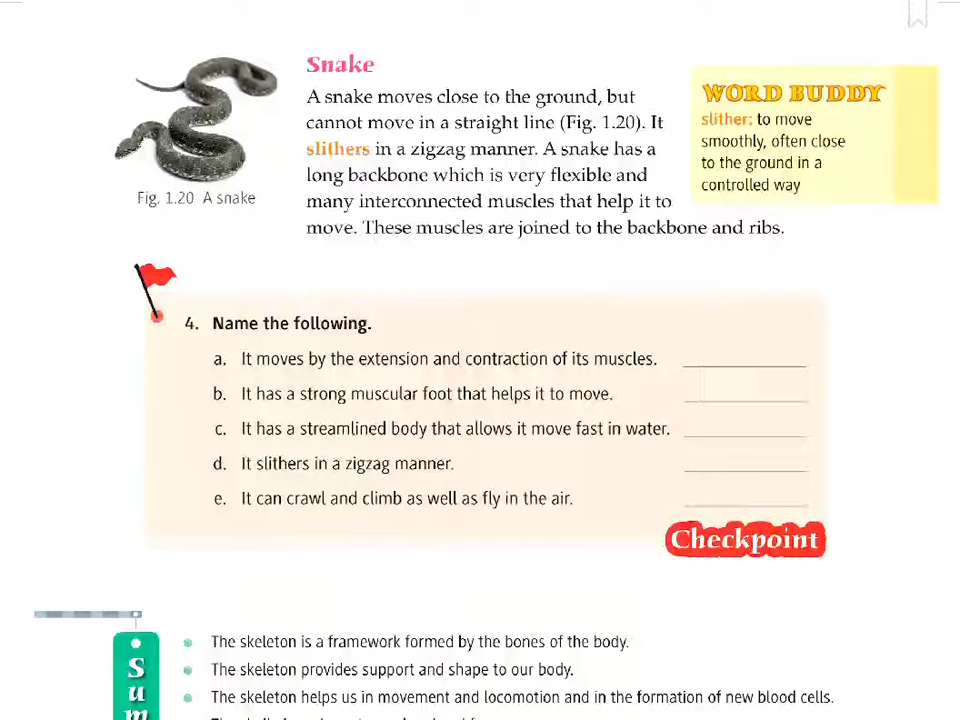 Snake
A snake moves close to the ground, but
cannot move in a straight line (Fig. 1.20). It
slithers in a zigzag manner. A snake has a
long backbone which is very flexible and
many interconnected muscles that help it to
move. These muscles are joined to the backbone and ribs.
Fig. 1.20 A snake
WORD BUDDY
slither: to move
smoothly, often close
to the ground in a
controlled way
4. Name the following.
a. It moves by the extension and contraction of its muscles.
b. It has a strong muscular foot that helps it to move.
c. It has a streamlined body that allows it move fast in water.
d. It slithers in a zigzag manner.
e. It can crawl and climb as well as fly in the air.
Checkpoint
Sum
The skeleton is a framework formed by the bones of the body.
The skeleton provides support and shape to our body.
The skeleton helps us in movement and locomotion and in the formation of new blood cells.